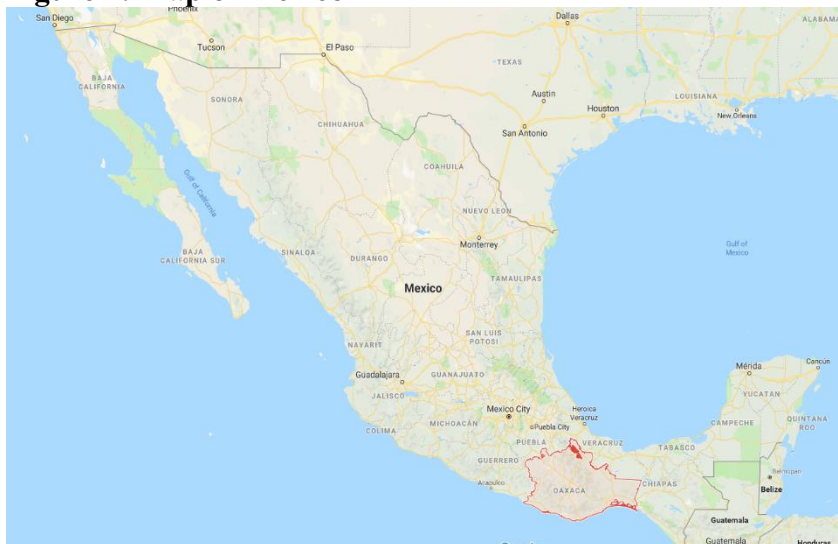 San Diego
Phoenix
Dallas
ALABAMA
Tucson
El Paso
BAJA
CALIFORNIA
TEXAS
SONORA
Austin
LOUISIANA
Houston
New Orleans
CHIHUAHUA
San Antonio
COAHUILA
Gulf of
California
NUEVO LEON
Monterrey
Gulf of
Mexico
BAJA
CALIFORNIA SUR
SINALOA
DURANGO
TAMAULIPAS
Mexico
SAN LUIS
POTOSI
NAYARIT
Mérida
Cancún
Guadalajara
GUANAJUATO
JALISCO
YUCATAN
Mexico City
Heroica
Veracruz
QUINTANA
ROO
COLIMA
MICHOACÁN
Puebla City
CAMPECHE
PUEBLA
VERACRUZ
TABASCO
GUERRERO
Belmopan
Acapulco
OAXACA
CHIAPAS
Belize
Guatemala
Guatemala
Honduras